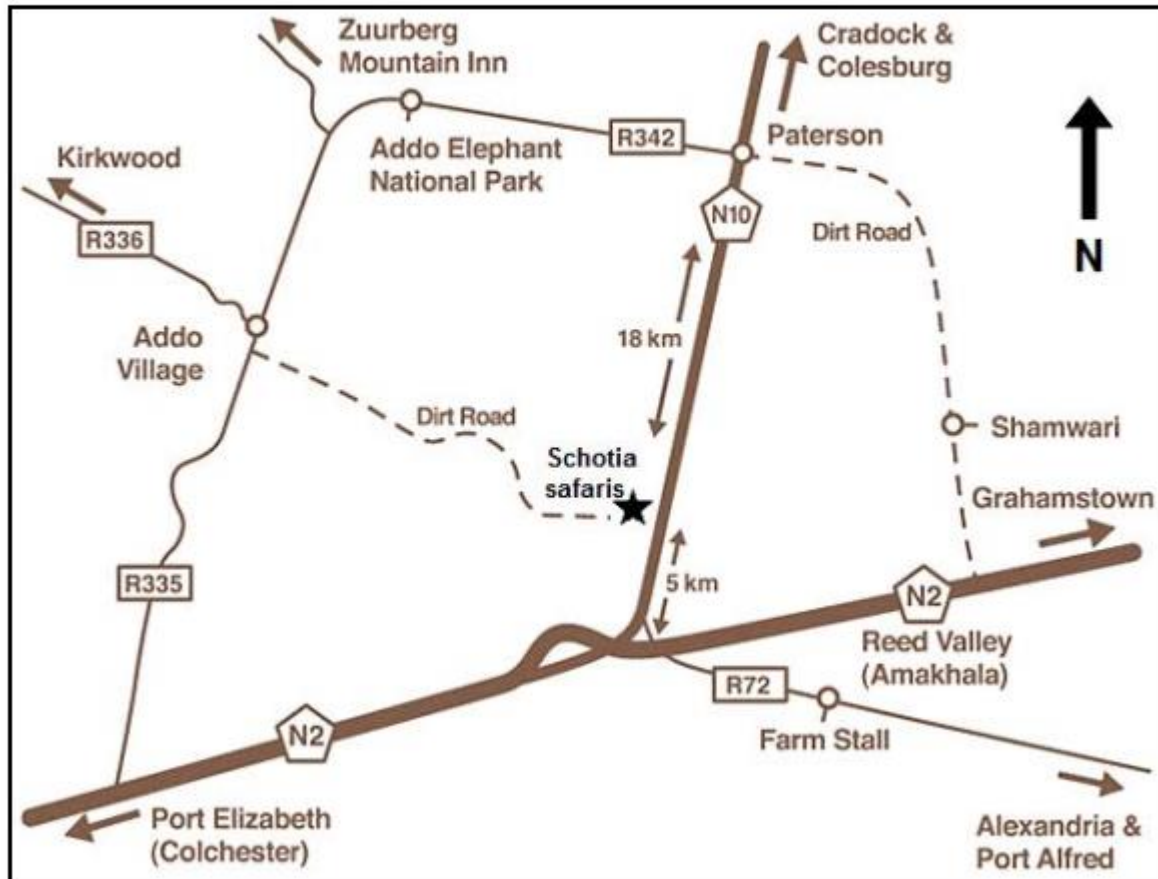 Zuurberg
Mountain Inn
Cradock &
Colesburg
Kirkwood
Addo Elephant
National Park
R342
Paterson
N10
Dirt Road
N
R336
Addo
Village
18 km
Dirt Road
Schotia
safaris
Shamwari
Grahamstown
R335
5 km
N2
Reed Valley
(Amakhala)
R72
N2
Farm Stall
Port Elizabeth
(Colchester)
Alexandria &
Port Alfred